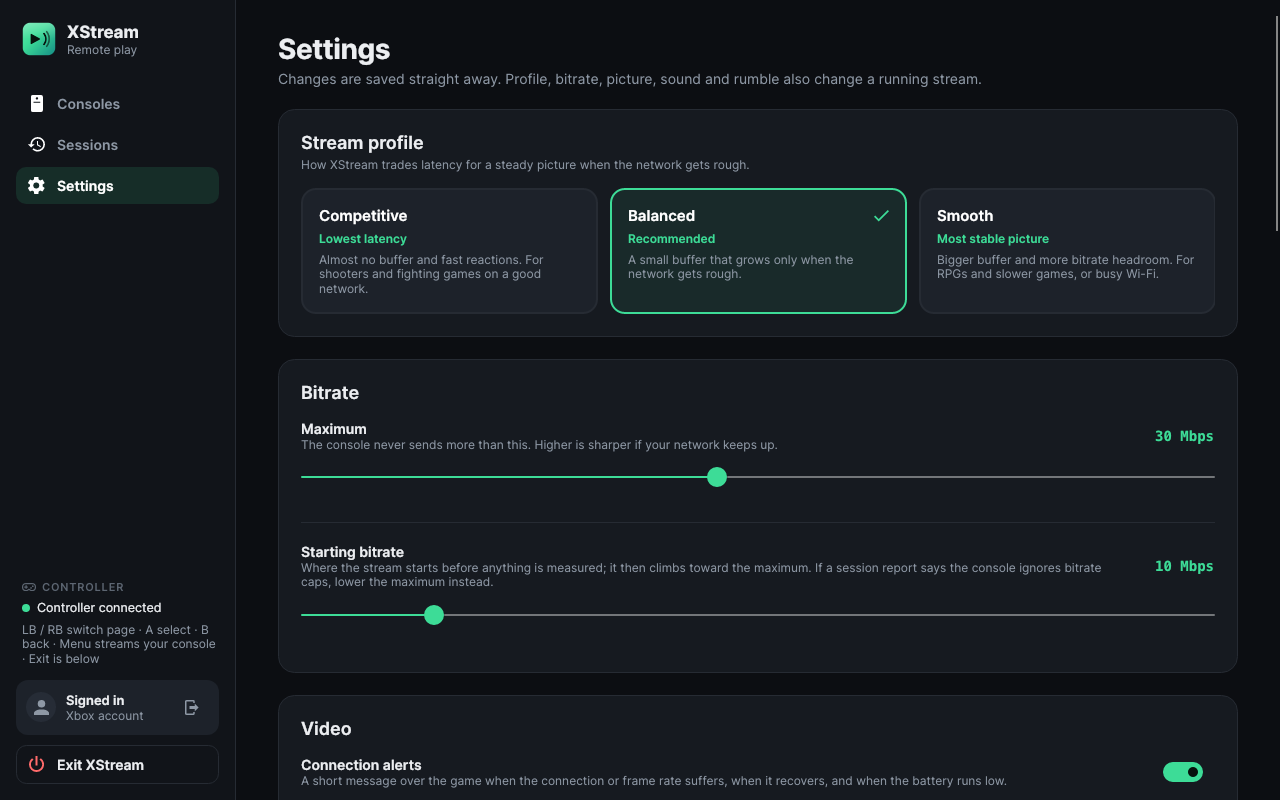 XStream
Remote play
Consoles
Sessions
Settings
CONTROLLER
Controller connected
LB / RB switch page · A select · B
back · Menu streams your console
· Exit is below
Signed in
Xbox account
Exit XStream
Settings
Changes are saved straight away. Profile, bitrate, picture, sound and rumble also change a running stream.
Stream profile
How XStream trades latency for a steady picture when the network gets rough.
Competitive
Lowest latency
Almost no buffer and fast reactions. For
shooters and fighting games on a good
network.
Balanced
Recommended
A small buffer that grows only when the
network gets rough.
Smooth
Most stable picture
Bigger buffer and more bitrate headroom. For
RPGs and slower games, or busy Wi-Fi.
Bitrate
Maximum
The console never sends more than this. Higher is sharper if your network keeps up.
30 Mbps
Starting bitrate
Where the stream starts before anything is measured; it then climbs toward the maximum. If a session report says the console ignores bitrate
caps, lower the maximum instead.
10 Mbps
Video
Connection alerts
A short message over the game when the connection or frame rate suffers, when it recovers, and when the battery runs low.